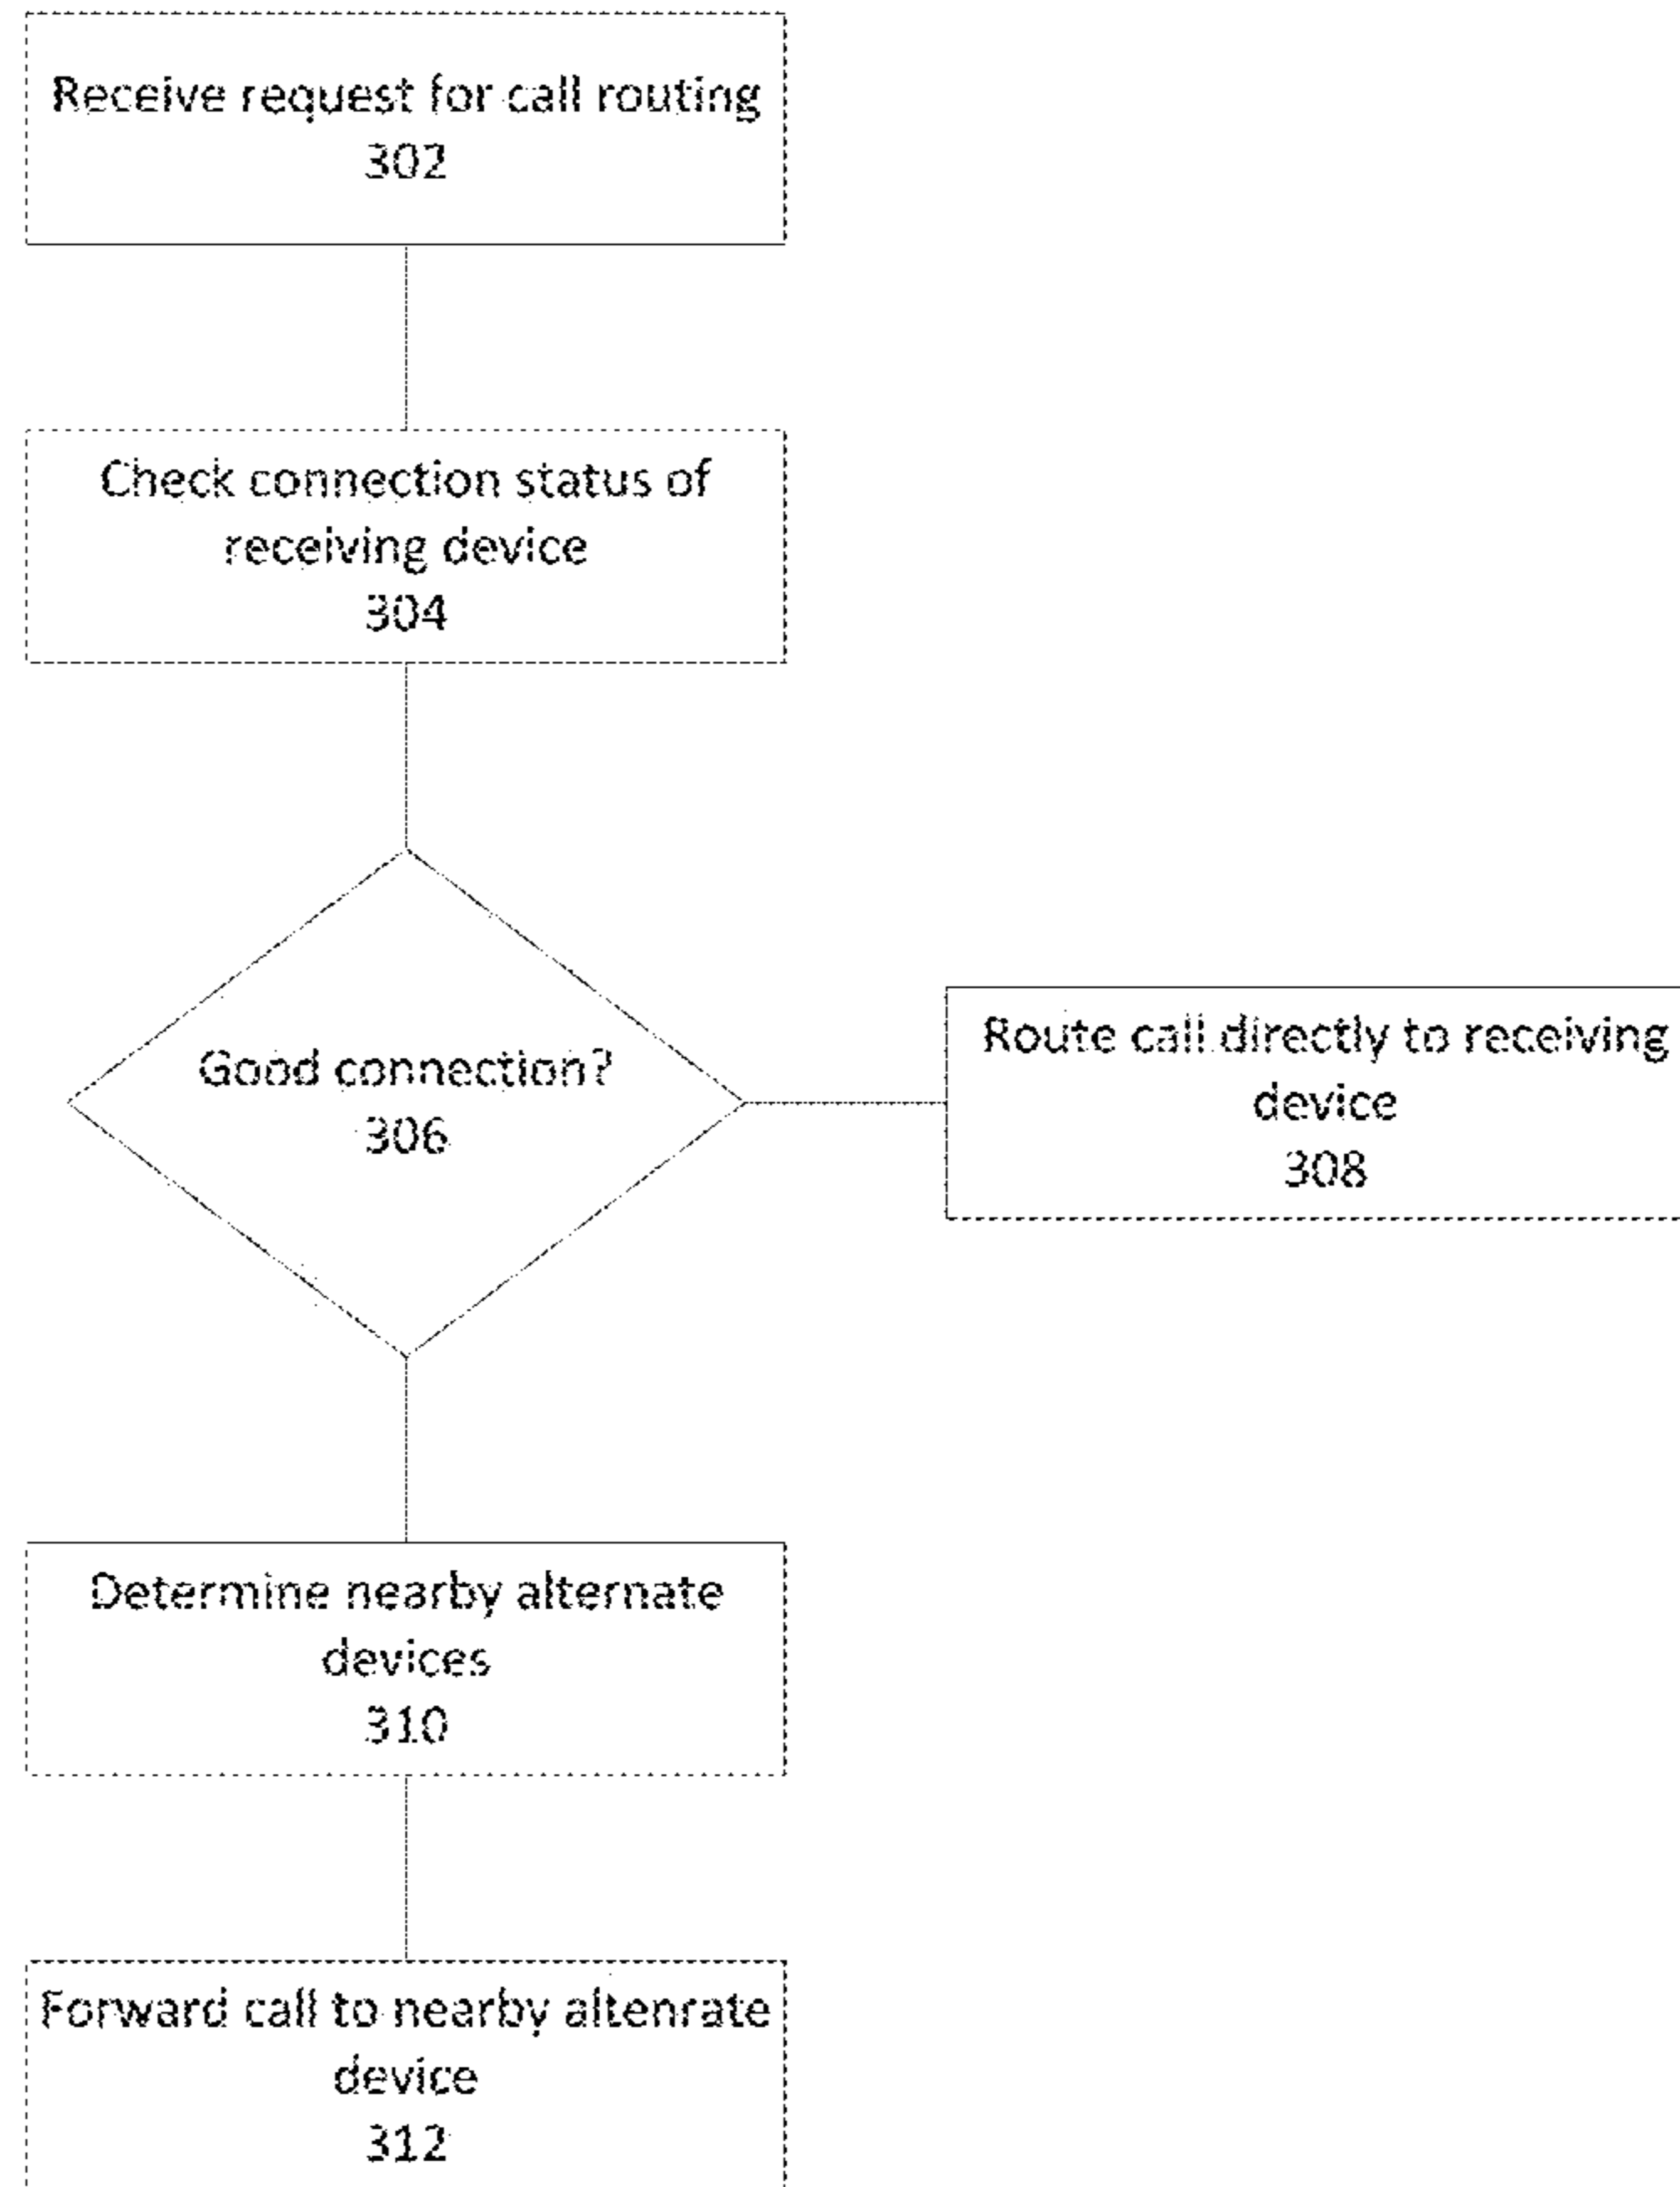 Receive request for call routing
302
Check connection status of
receiving device
304
Good connection?
306
Route call directly to receiving
device
308
Determine nearby alternate
devices
310
Forward call to nearby altenrate
device
312